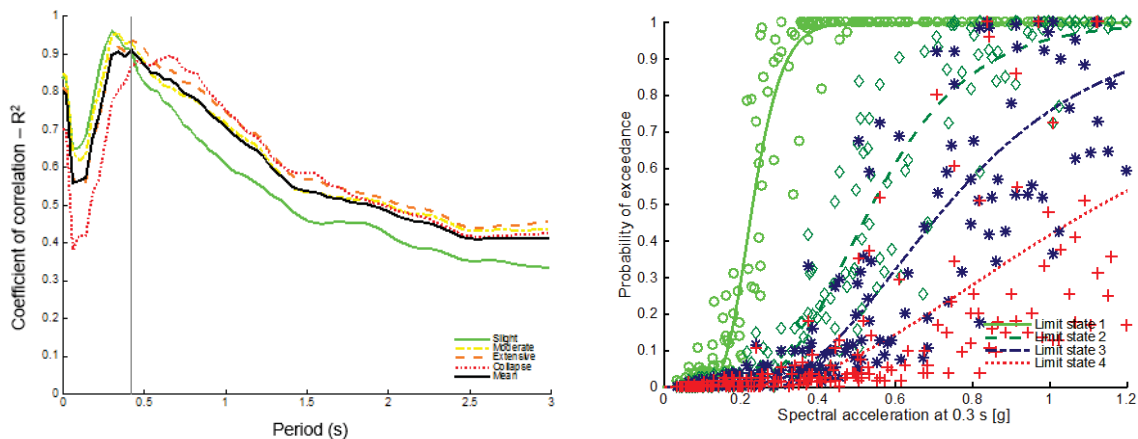 Coefficient of correlation – R²
1
0.9
0.8
0.7
0.6
0.5
0.4
0.3
0.2
0.1
0
0
0.5
1
1.5
2
2.5
3
Period (s)
Slight
Moderate
Extensive
Collapse
Mean
Probability of exceedance
1
0.9
0.8
0.7
0.6
0.5
0.4
0.3
0.2
0.1
0
0
0.2
0.4
0.6
0.8
1
1.2
Spectral acceleration at 0.3 s [g]
Limit state 1
Limit state 2
Limit state 3
Limit state 4